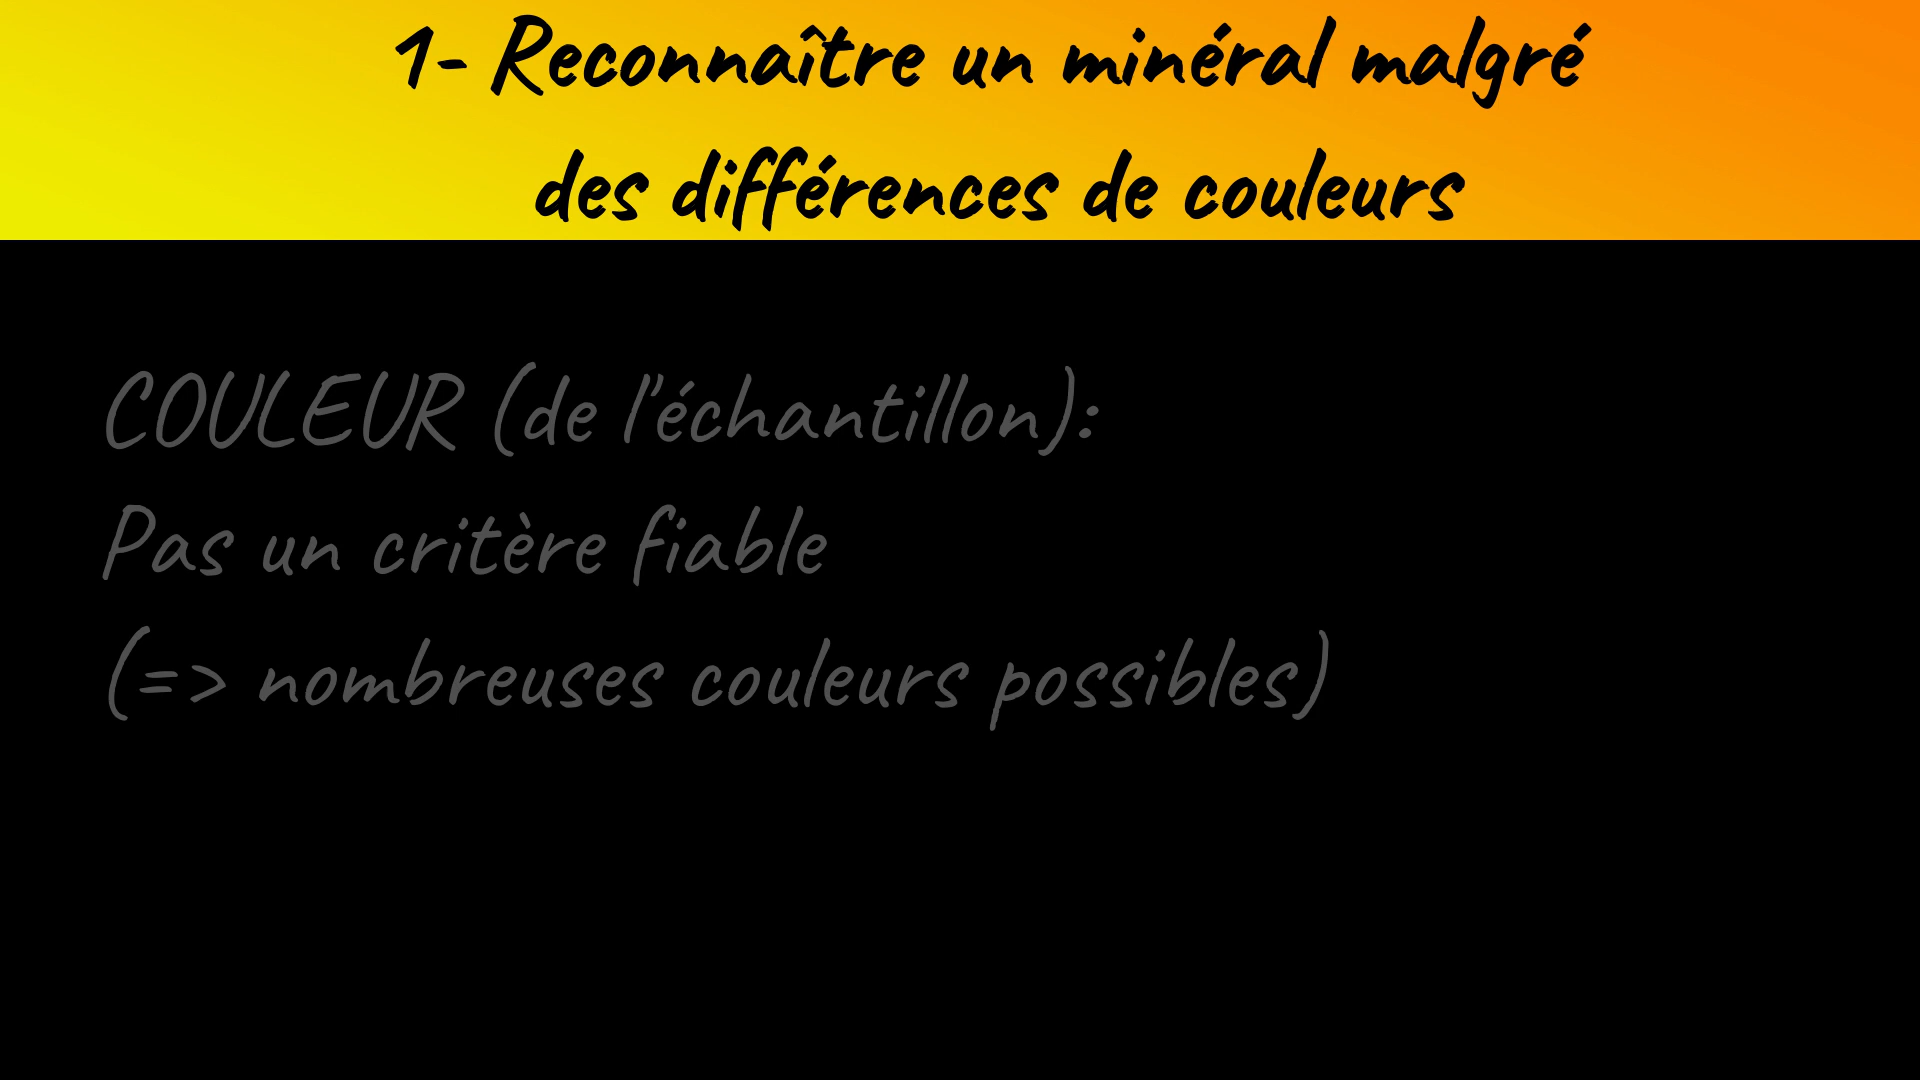 1- Reconnaître un minéral malgré
des différences de couleurs
COULEUR (de l'échantillon):
Pas un critère fiable
(=> nombreuses couleurs possibles)